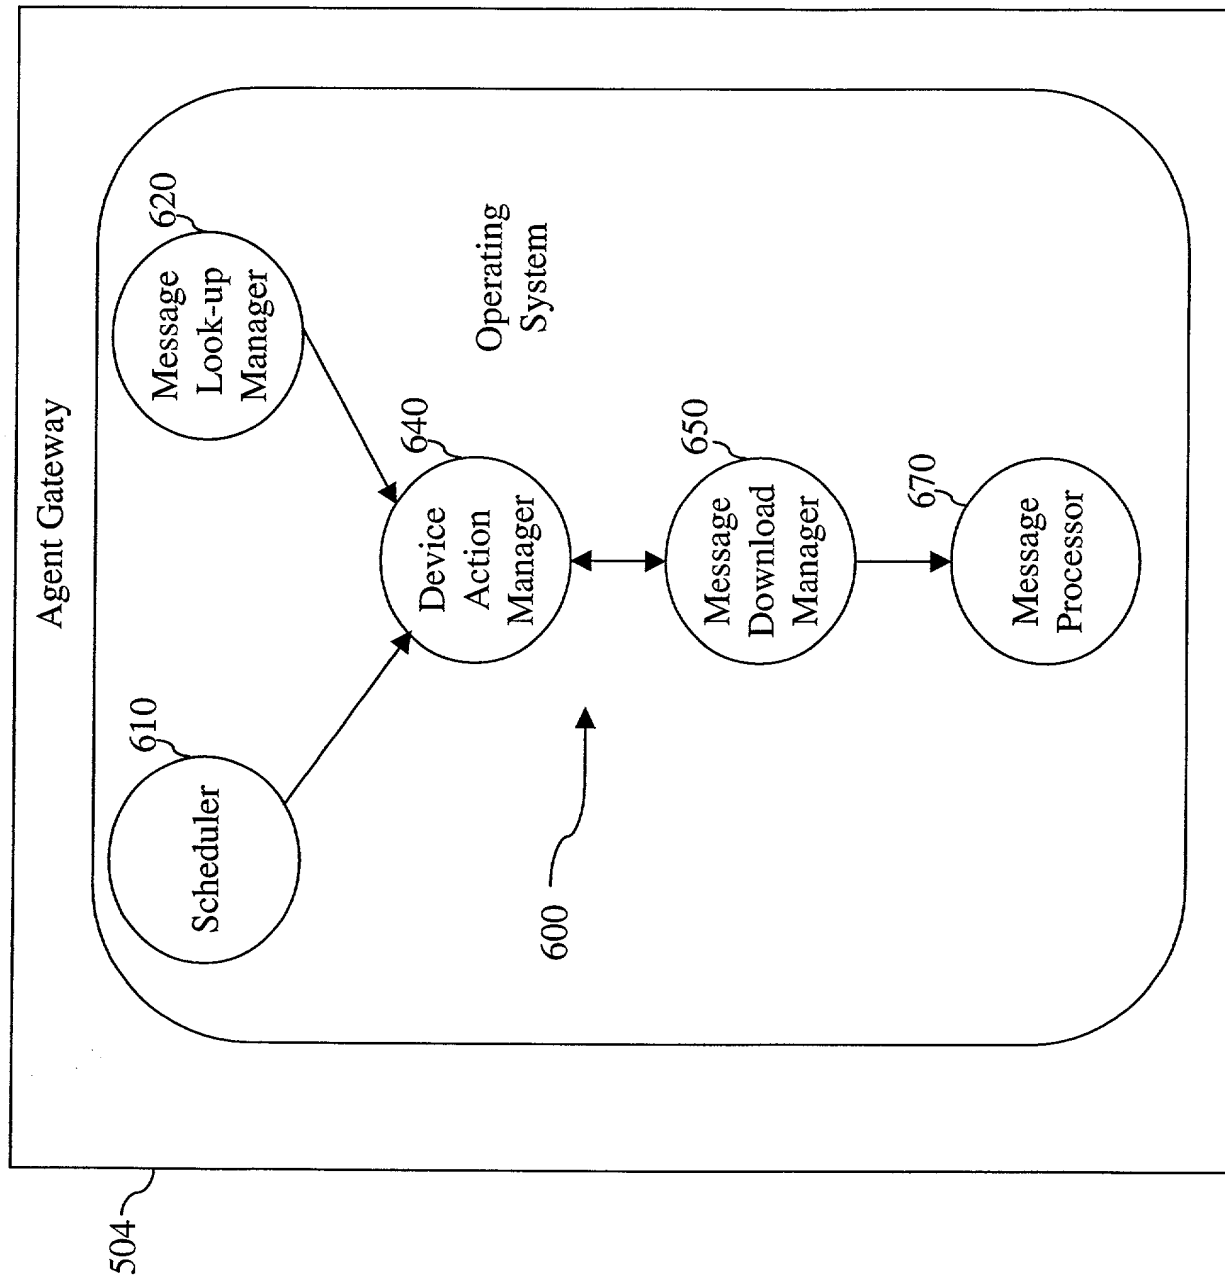 Agent Gateway
504
610
Scheduler
620
Message
Look-up
Manager
Operating
System
640
Device
Action
Manager
600
650
Message
Download
Manager
670
Message
Processor